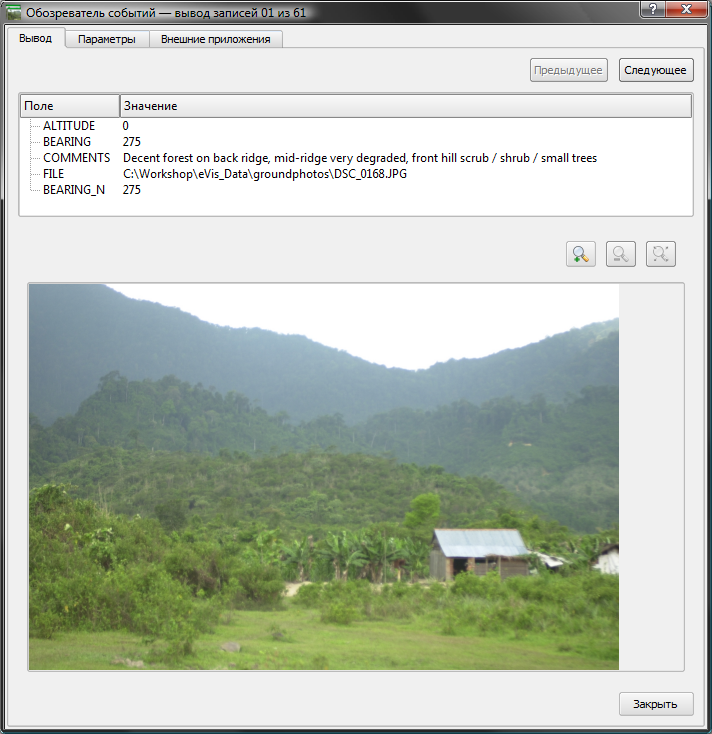 Обозреватель событий — вывод записей 01 из 61
Вывод Параметры Внешние приложения
Предыдущее Следующее
Поле Значение
ALTITUDE 0
BEARING 275
COMMENTS Decent forest on back ridge, mid-ridge very degraded, front hill scrub / shrub / small trees
FILE C:\Workshop\eVis_Data\groundphotos\DSC_0168.JPG
BEARING_N 275
Закрыть